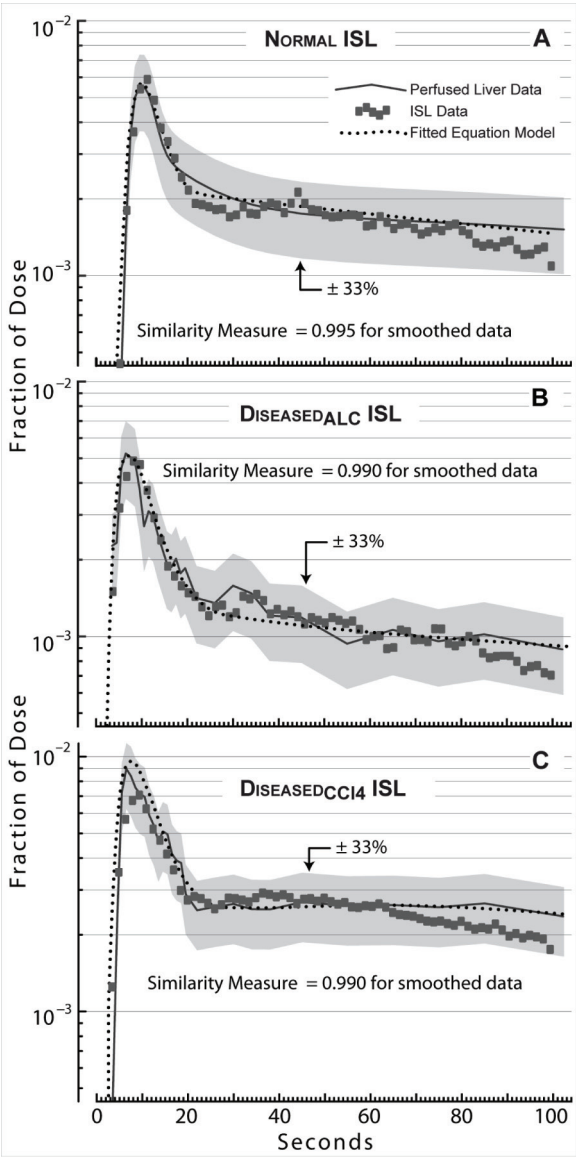 10⁻²
NORMAL ISL
A
Perfused Liver Data
ISL Data
Fitted Equation Model
10⁻³
± 33%
Similarity Measure = 0.995 for smoothed data
Fraction of Dose
10⁻²
DISEASEDALC ISL
B
Similarity Measure = 0.990 for smoothed data
± 33%
10⁻³
Fraction of Dose
10⁻²
DISEASEDCCl4 ISL
C
± 33%
Similarity Measure = 0.990 for smoothed data
10⁻³
0 20 40 60 80 100
Seconds